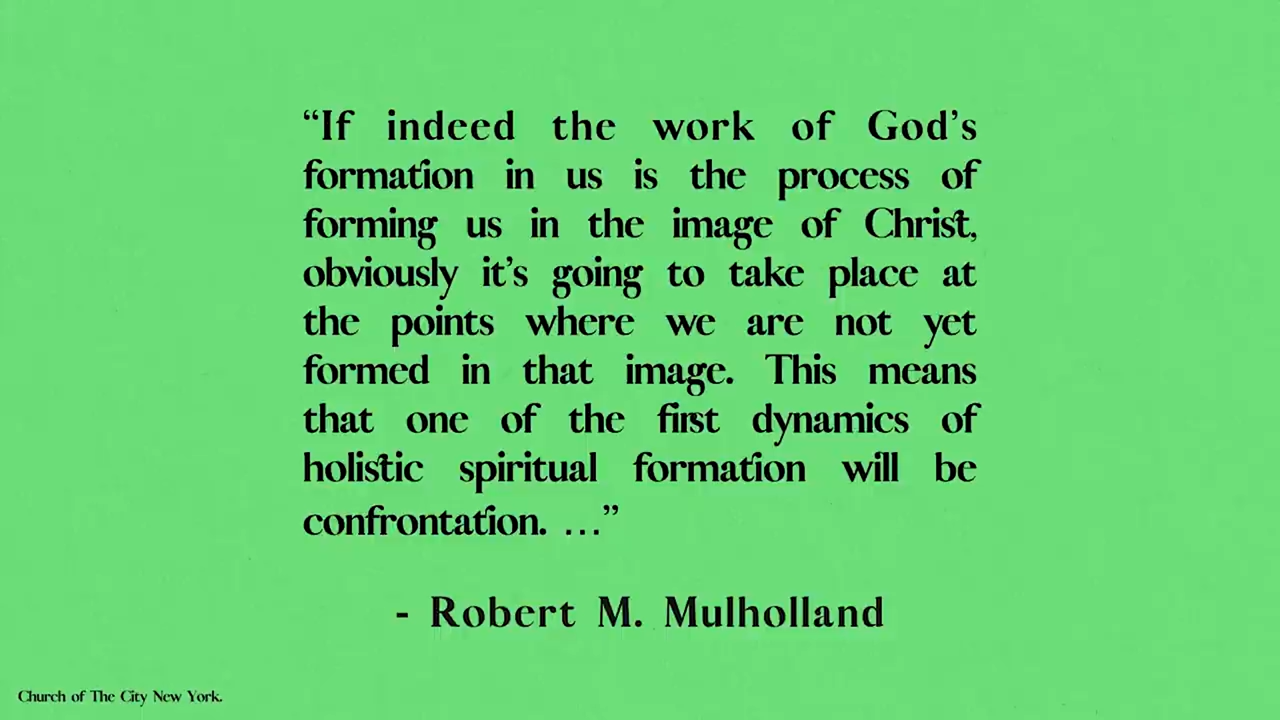 “If indeed the work of God’s
formation in us is the process of
forming us in the image of Christ,
obviously it’s going to take place at
the points where we are not yet
formed in that image. This means
that one of the first dynamics of
holistic spiritual formation will be
confrontation. …”
- Robert M. Mulholland
Church of The City New York.